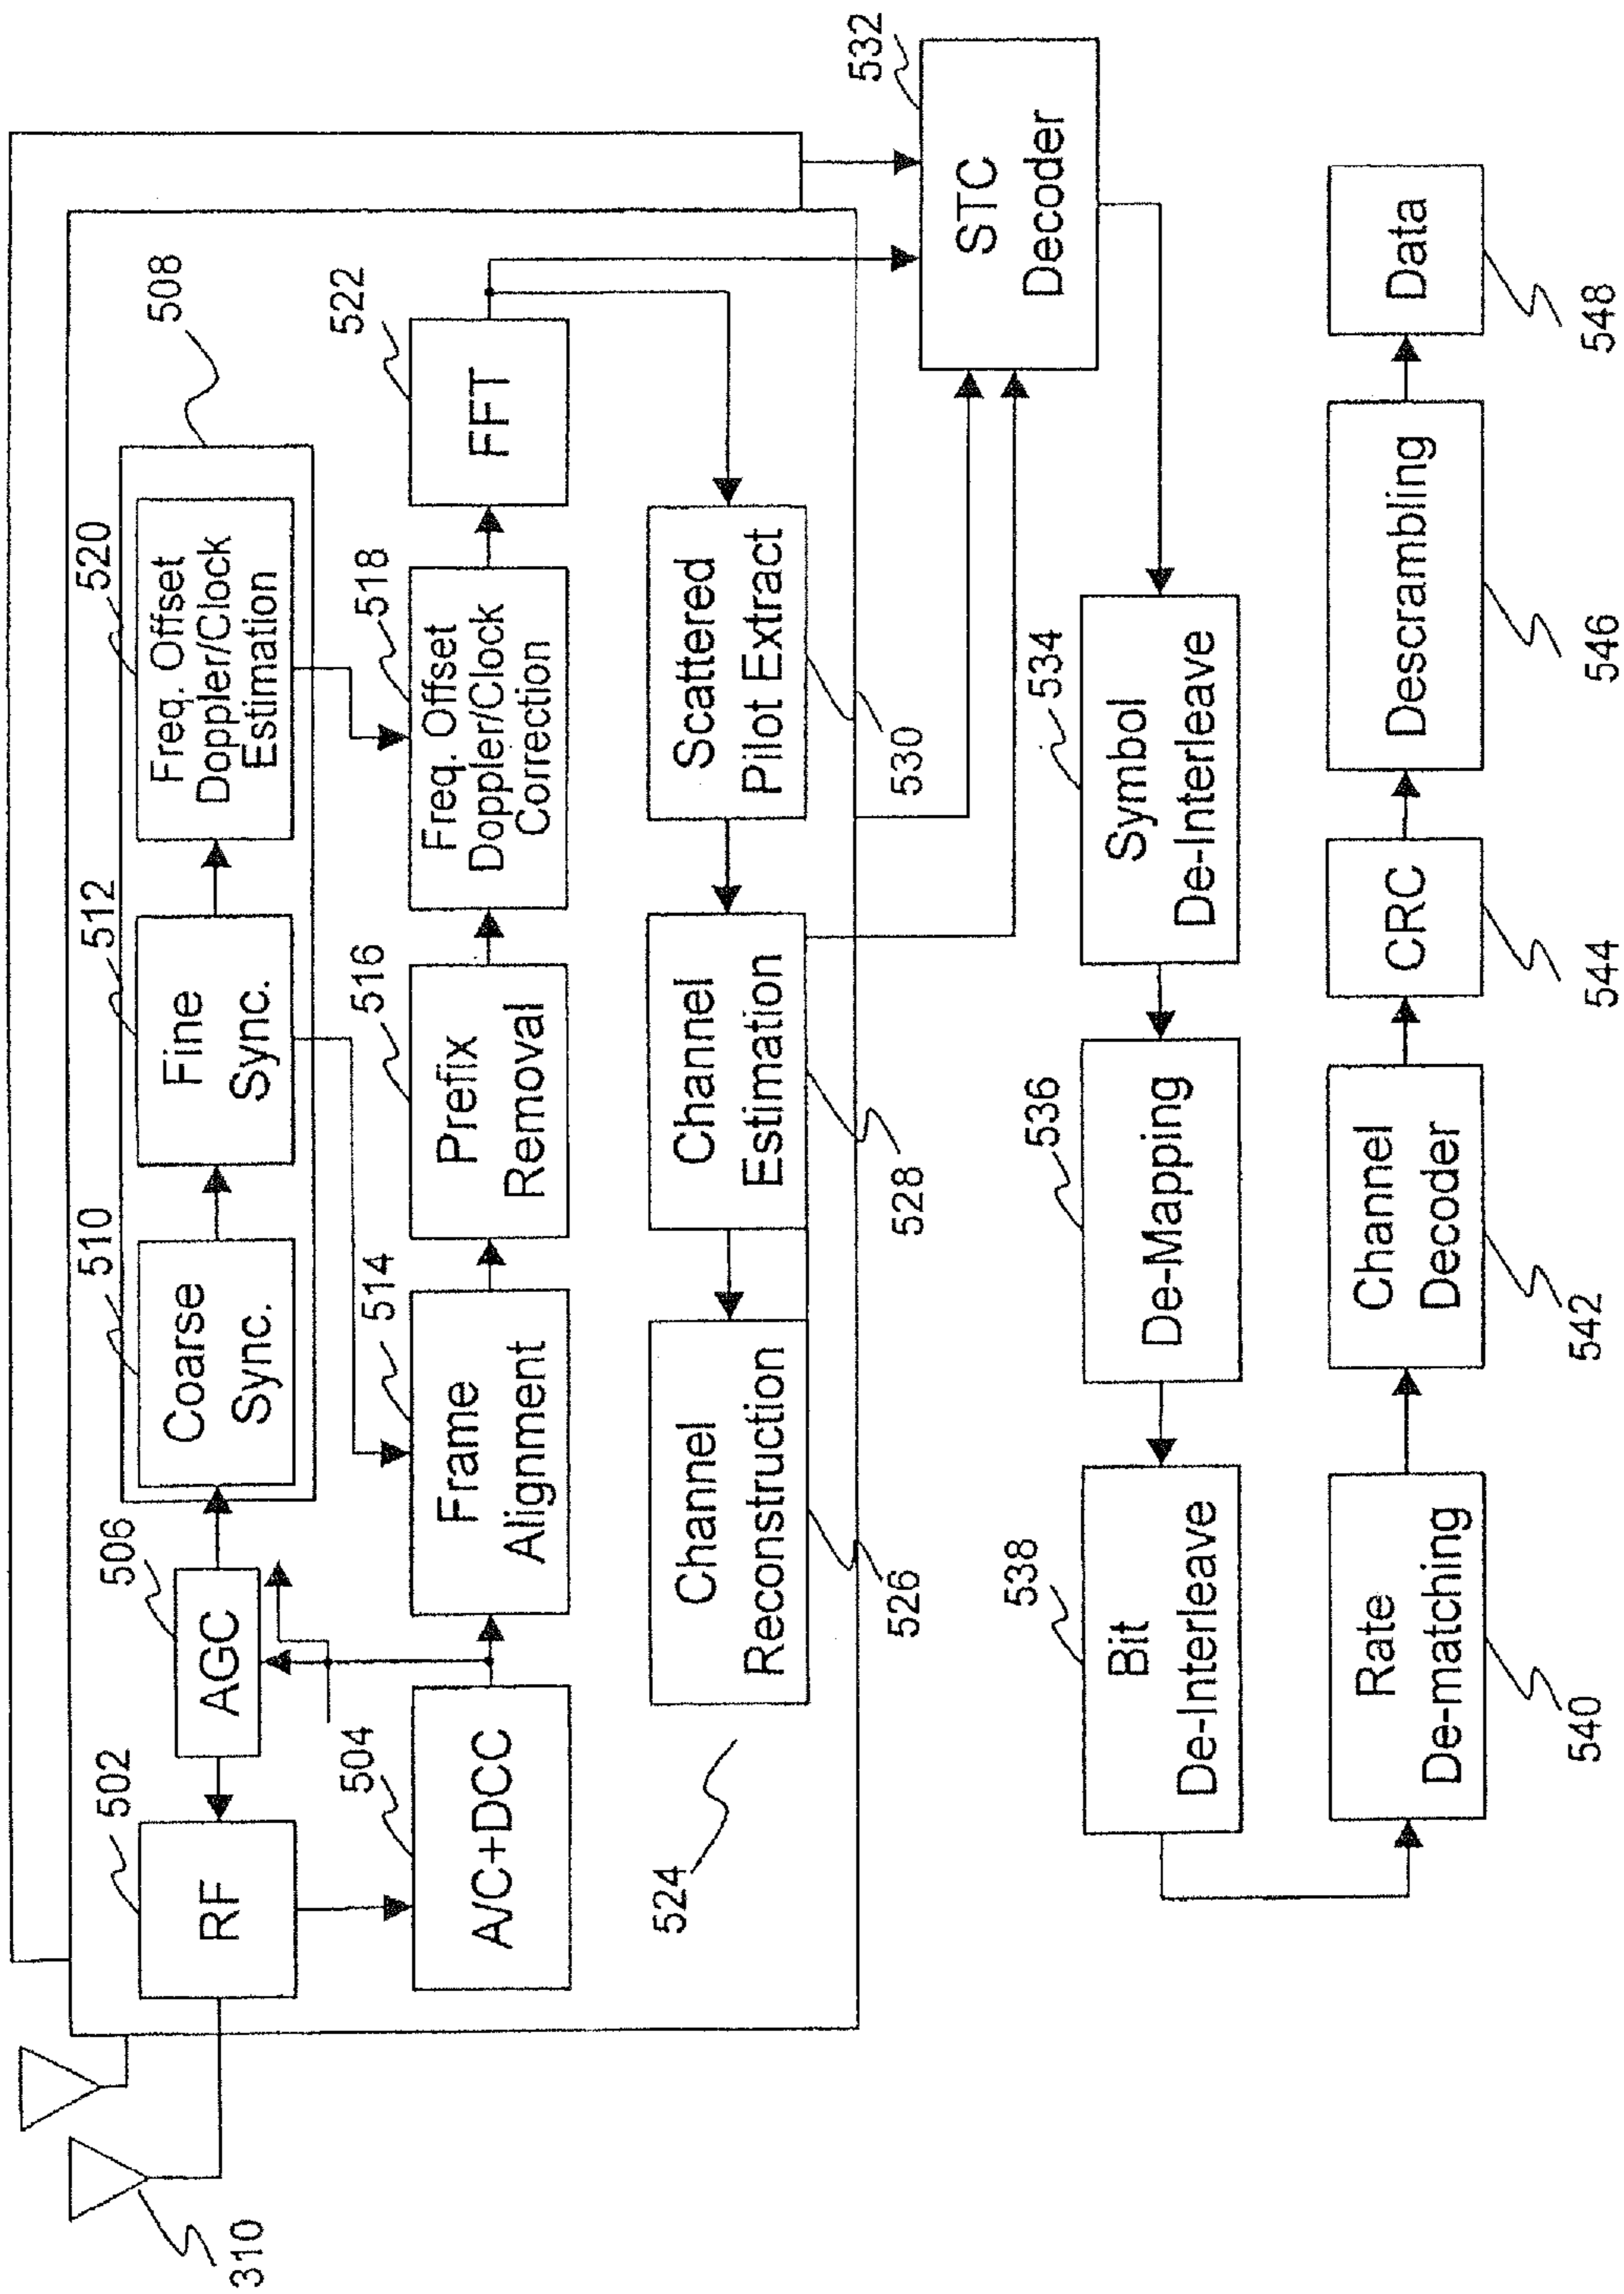 310
502
RF
506
AGC
508
510
Coarse
Sync.
512
Fine
Sync.
520
Freq. Offset
Doppler/Clock
Estimation
504
A/C+DCC
514
Frame
Alignment
516
Prefix
Removal
518
Freq. Offset
Doppler/Clock
Correction
522
FFT
524
Channel
Reconstruction
526
Channel
Estimation
528
Scattered
Pilot Extract
530
STC
Decoder
532
Symbol
De-Interleave
534
De-Mapping
536
Bit
De-Interleave
538
Rate
De-matching
540
Channel
Decoder
542
CRC
544
Descrambling
546
Data
548